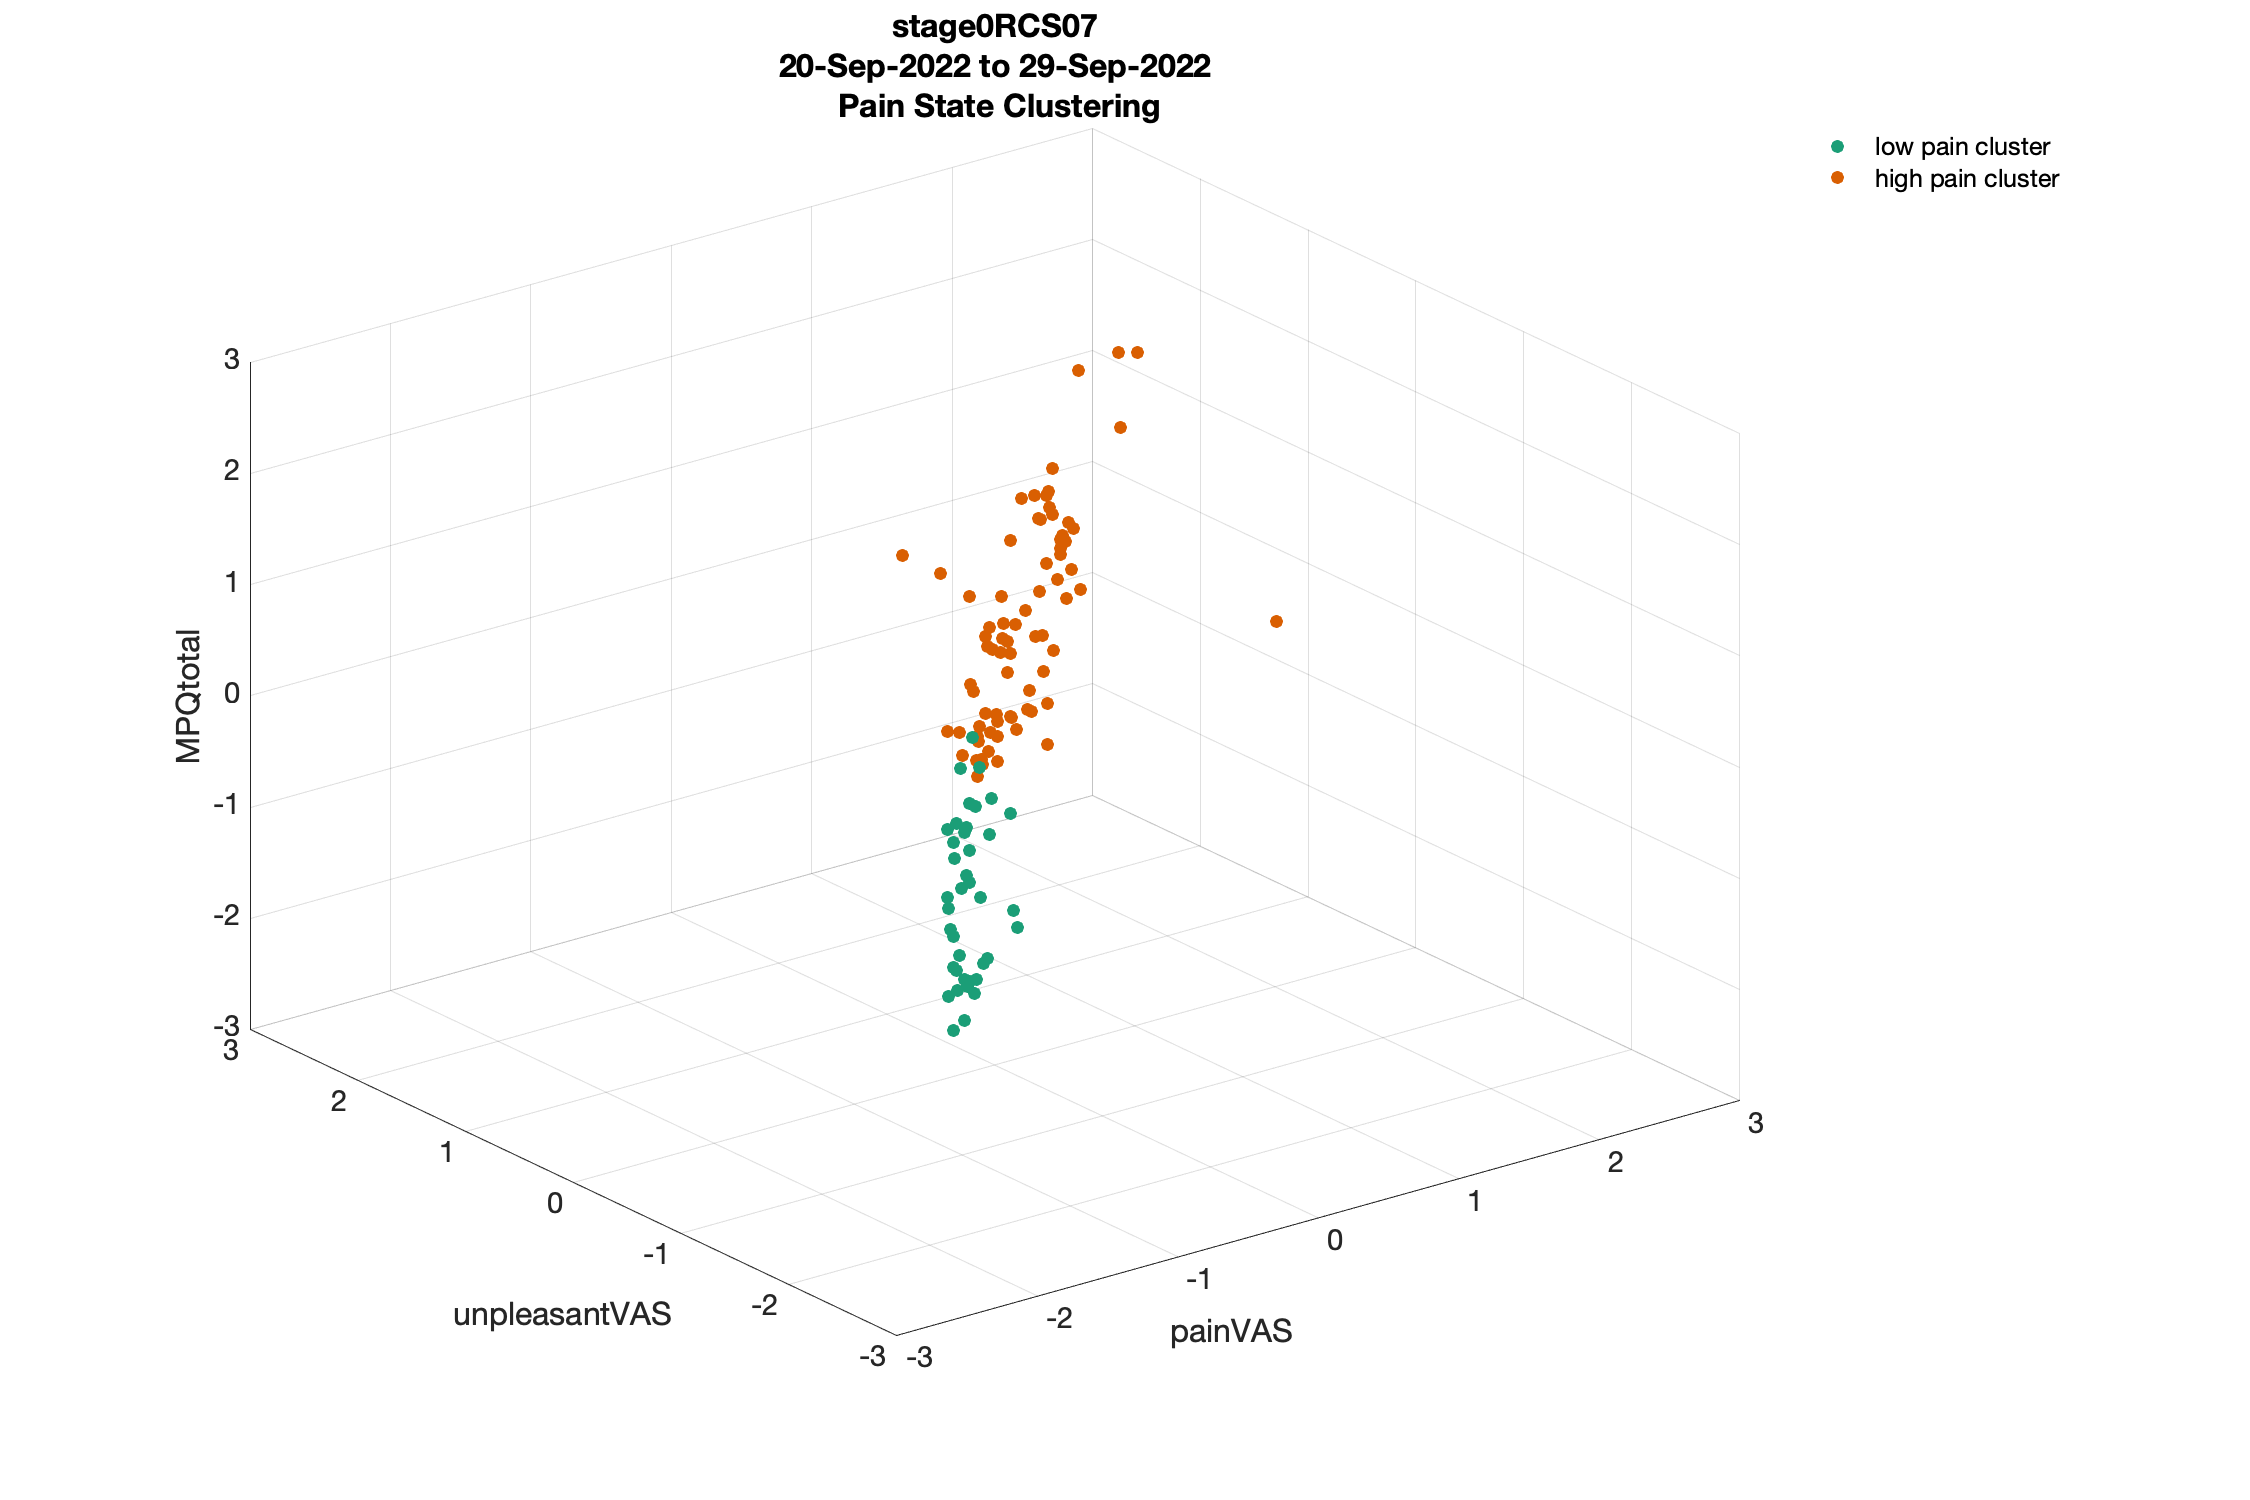 stage0RCS07
20-Sep-2022 to 29-Sep-2022
Pain State Clustering
low pain cluster
high pain cluster
3
2
1
0
-1
-2
-3
MPQtotal
3
2
1
0
-1
-2
-3
unpleasantVAS
-3
-2
-1
0
1
2
3
painVAS